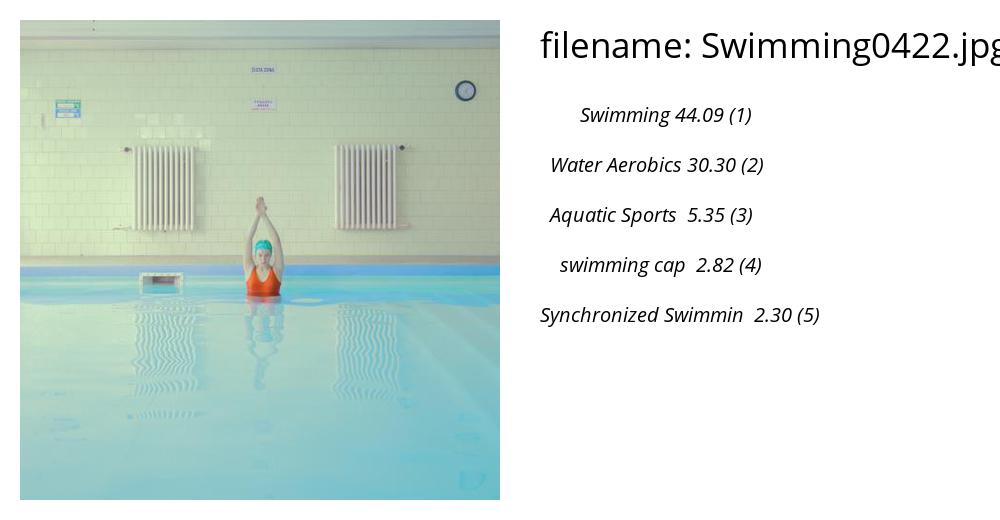 filename: Swimming0422.jpg
Swimming 44.09 (1)
Water Aerobics 30.30 (2)
Aquatic Sports 5.35 (3)
swimming cap 2.82 (4)
Synchronized Swimmin 2.30 (5)